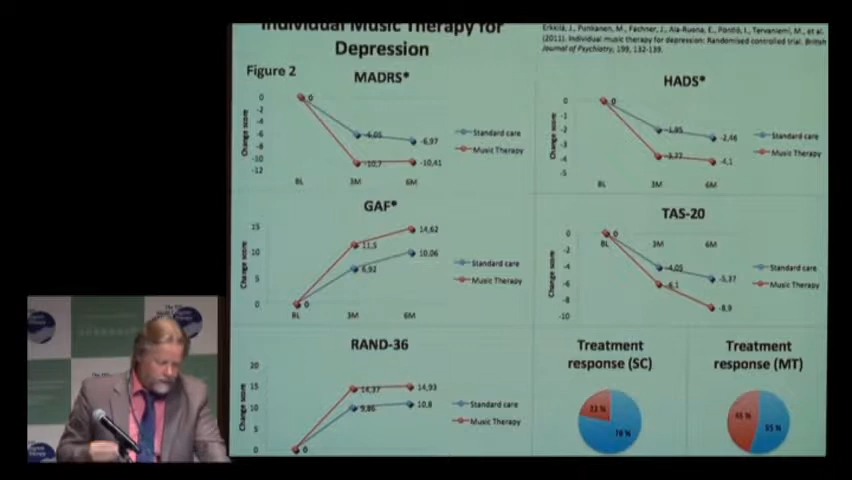 Individual Music Therapy for
Depression
Erkkilä, J., Punkanen, M., Fachner, J., Ala-Ruona, E., Pöntiö, I., Tervaniemi, M., et al.
(2011). Individual music therapy for depression: Randomised controlled trial. British
Journal of Psychiatry, 199, 132-139.
Figure 2
MADRS*
Change score
0
-2
-4
-6
-8
-10
-12
0
-6,05
-6,97
-10,7
-10,41
BL
3M
6M
Standard care
Music Therapy
HADS*
Change score
0
-1
-2
-3
-4
-5
0
-1,95
-2,46
-4,1
BL
3M
6M
Standard care
Music Therapy
GAF*
Change score
15
10
5
0
0
11,5
14,62
6,92
10,06
BL
3M
6M
Standard care
Music Therapy
TAS-20
Change score
0
-2
-4
-6
-8
-10
0
BL
3M
6M
-4,05
-5,37
-6,1
-8,9
Standard care
Music Therapy
RAND-36
Change score
20
15
10
5
0
0
14,37
14,93
9,86
10,8
Standard care
Music Therapy
Treatment
response (SC)
78 %
Treatment
response (MT)
45 %
55 %